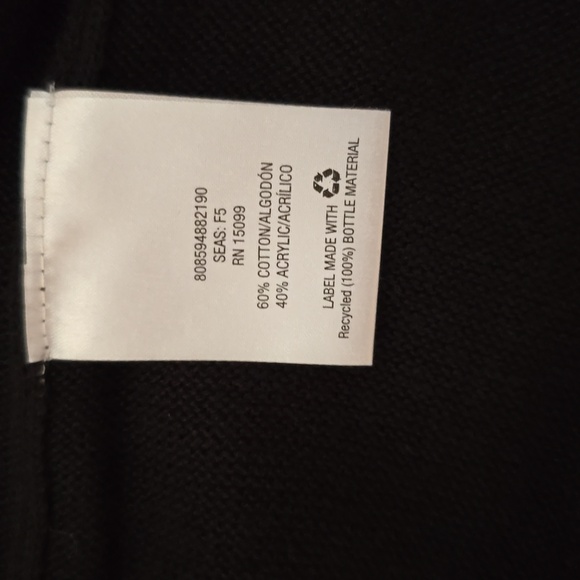 808594882190
SEAS: F5
RN 15099
60% COTTON/ALGODÓN
40% ACRYLIC/ACRÍLICO
LABEL MADE WITH
Recycled (100%) BOTTLE MATERIAL